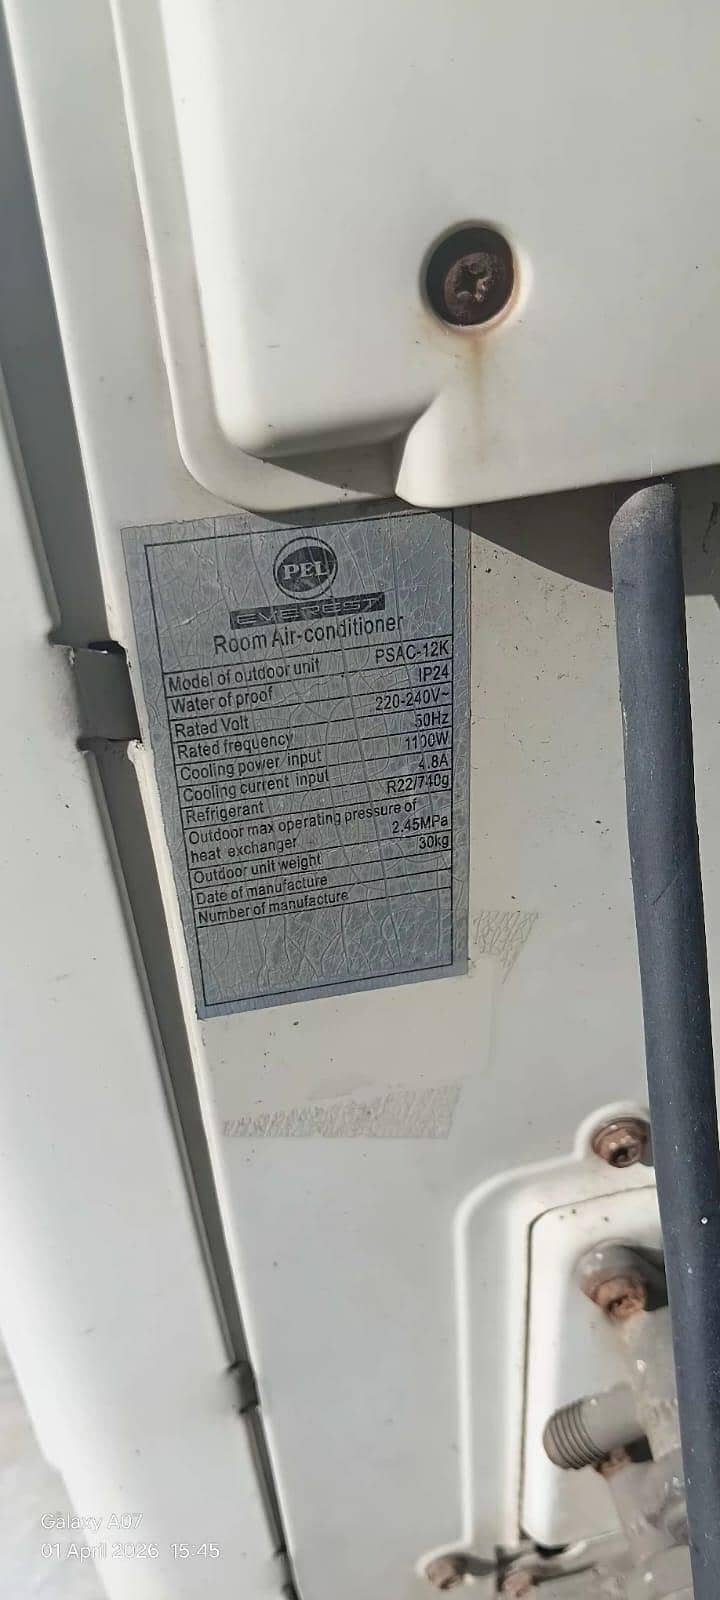 PEL
EVEREST
Room Air-conditioner
Model of outdoor unit PSAC-12K
Water of proof IP24
Rated Volt 220-240V~
Rated frequency 50Hz
Cooling power input 1100W
Cooling current input 4.8A
Refrigerant R22/740g
Outdoor max operating pressure of
heat exchanger 2.45MPa
Outdoor unit weight 30kg
Date of manufacture
Number of manufacture
Galaxy A07
01 April 2026 15:45